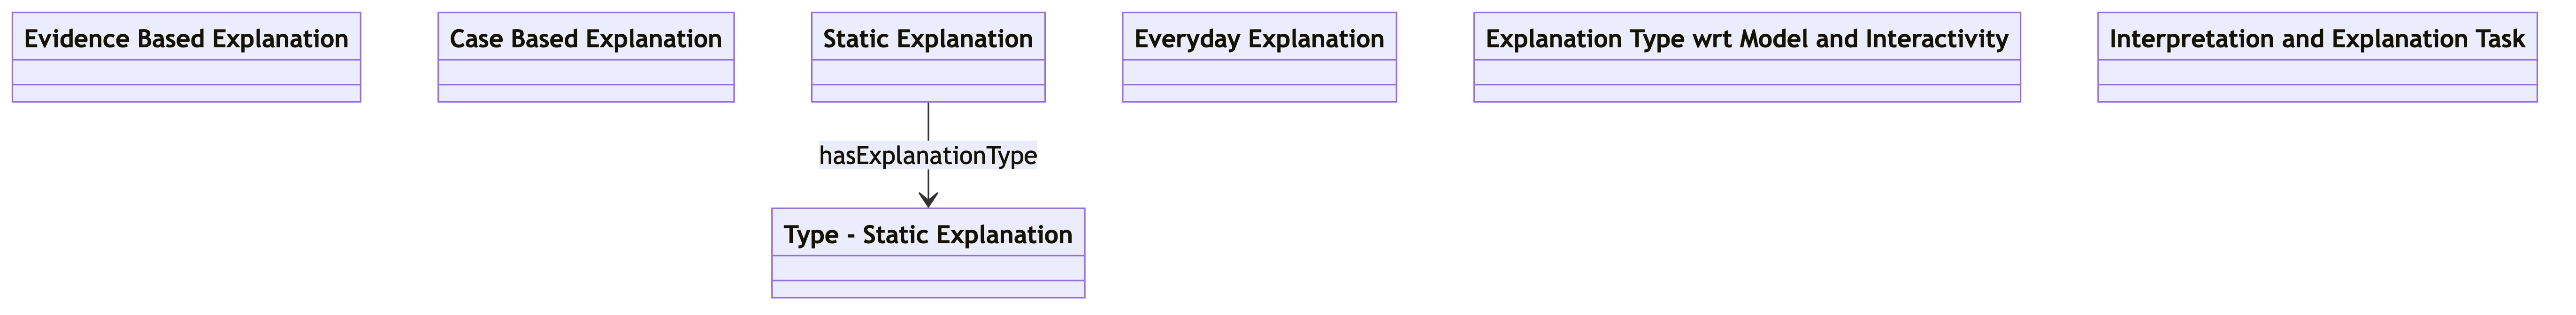 Evidence Based Explanation
Case Based Explanation
Static Explanation
Everyday Explanation
Explanation Type wrt Model and Interactivity
Interpretation and Explanation Task
hasExplanationType
Type - Static Explanation